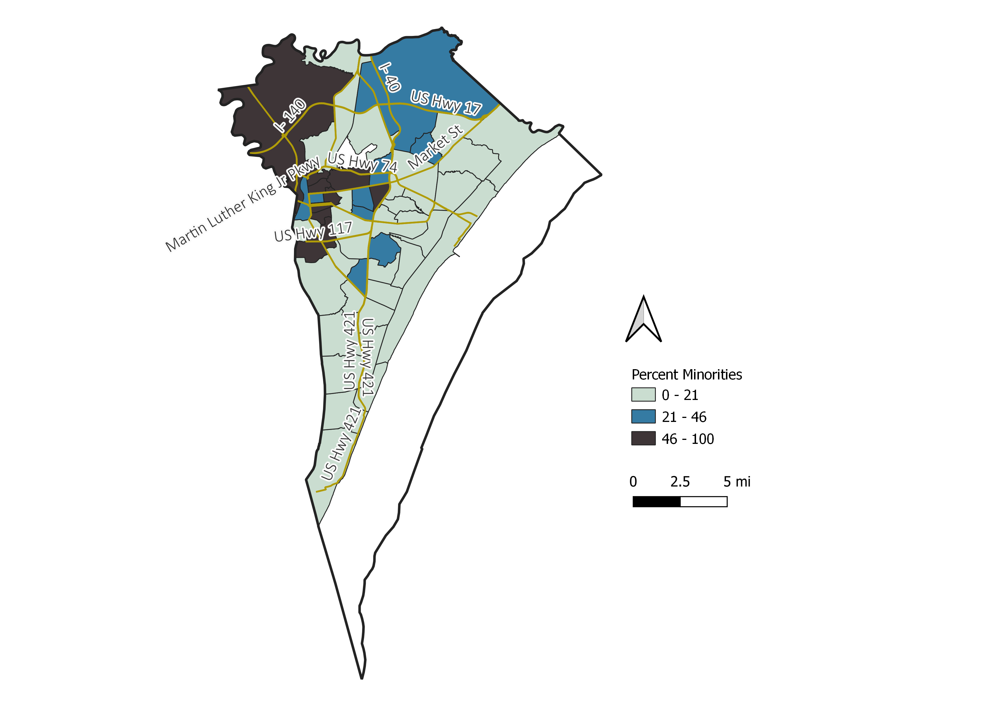 I- 40
US Hwy 17
I- 140
Market St
US Hwy 74
Martin Luther King Jr Pkwy
US Hwy 117
US Hwy 421
US Hwy 421
US Hwy 421
Percent Minorities
0 - 21
21 - 46
46 - 100
0 2.5 5 mi